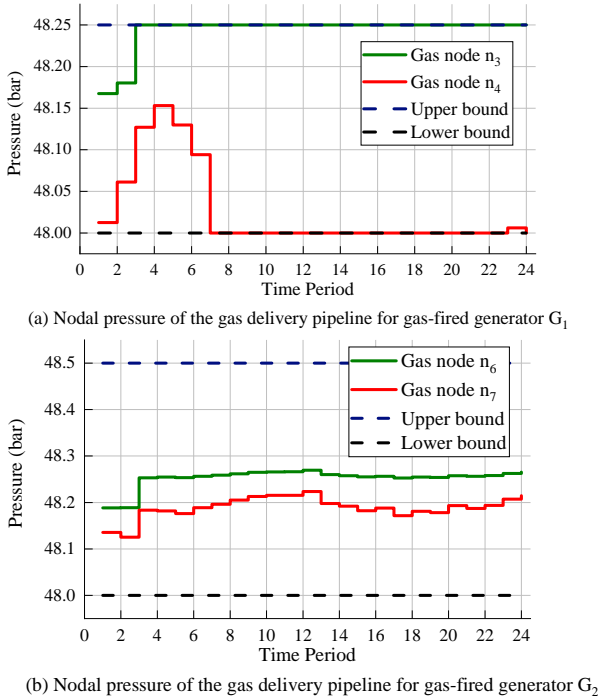 48.25
48.20
48.15
48.10
48.05
48.00
Pressure (bar)
Gas node n3
Gas node n4
Upper bound
Lower bound
0 2 4 6 8 10 12 14 16 18 20 22 24
Time Period
(a) Nodal pressure of the gas delivery pipeline for gas-fired generator G1
48.5
48.4
48.3
48.2
48.1
48.0
Pressure (bar)
Gas node n6
Gas node n7
Upper bound
Lower bound
0 2 4 6 8 10 12 14 16 18 20 22 24
Time Period
(b) Nodal pressure of the gas delivery pipeline for gas-fired generator G2